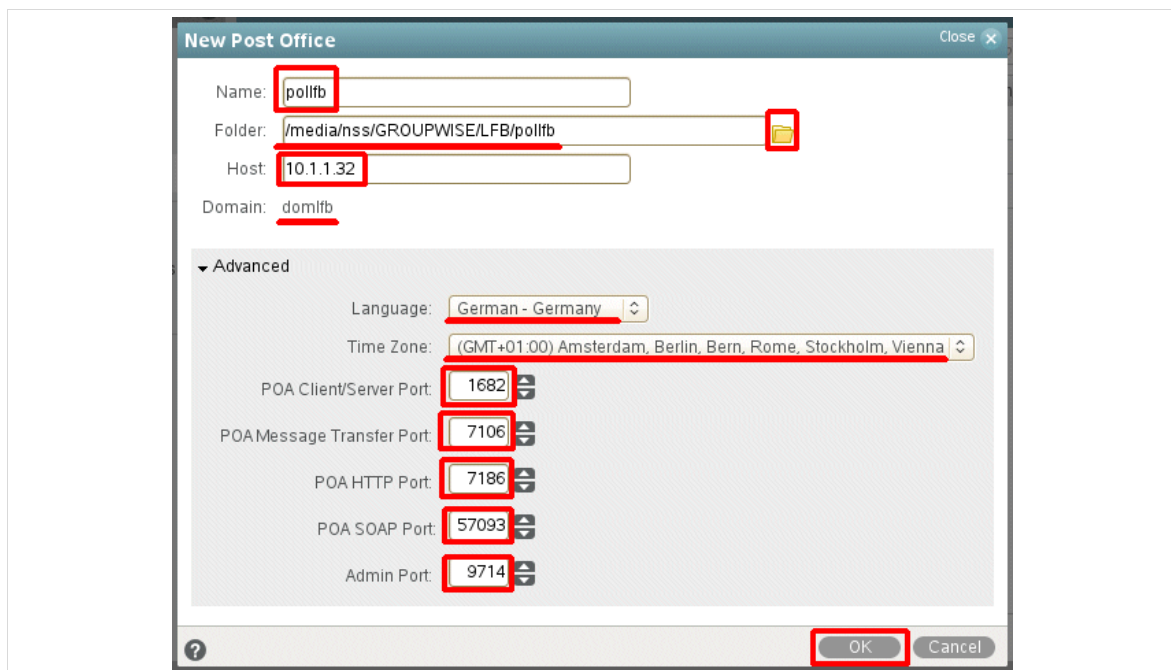 New Post Office
Close
Name: pollfb
Folder: /media/nss/GROUPWISE/LFB/pollfb
Host: 10.1.1.32
Domain: domlfb
Advanced
Language: German - Germany
Time Zone: (GMT+01:00) Amsterdam, Berlin, Bern, Rome, Stockholm, Vienna
POA Client/Server Port: 1682
POA Message Transfer Port: 7106
POA HTTP Port: 7186
POA SOAP Port: 57093
Admin Port: 9714
? OK Cancel